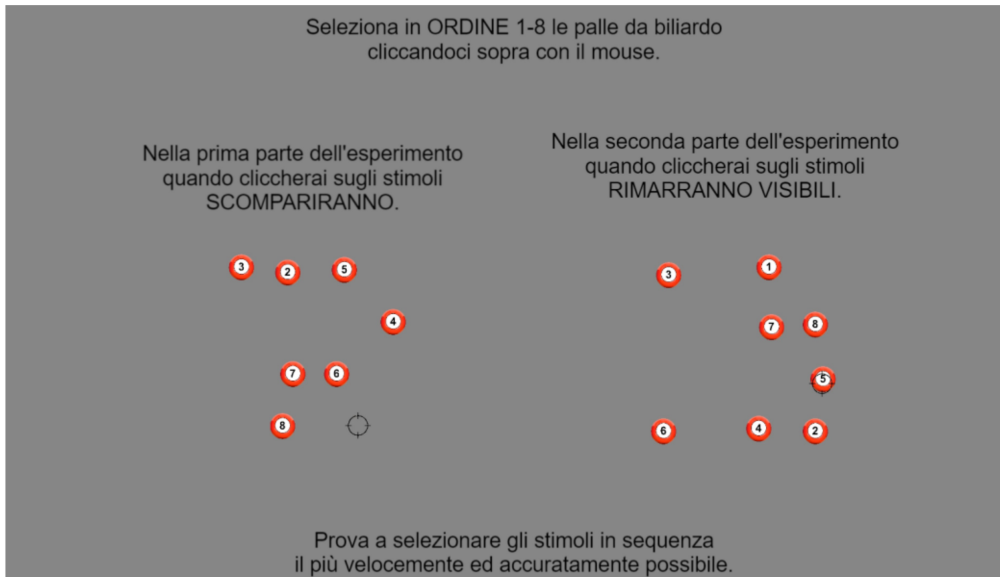 Seleziona in ORDINE 1-8 le palle da biliardo
cliccandoci sopra con il mouse.
Nella prima parte dell'esperimento
quando cliccherai sugli stimoli
SCOMPARIRANNO.
3 2 5
4
7 6
8
Nella seconda parte dell'esperimento
quando cliccherai sugli stimoli
RIMARRANNO VISIBILI.
3 1
7 8
5
6 4 2
Prova a selezionare gli stimoli in sequenza
il più velocemente ed accuratamente possibile.